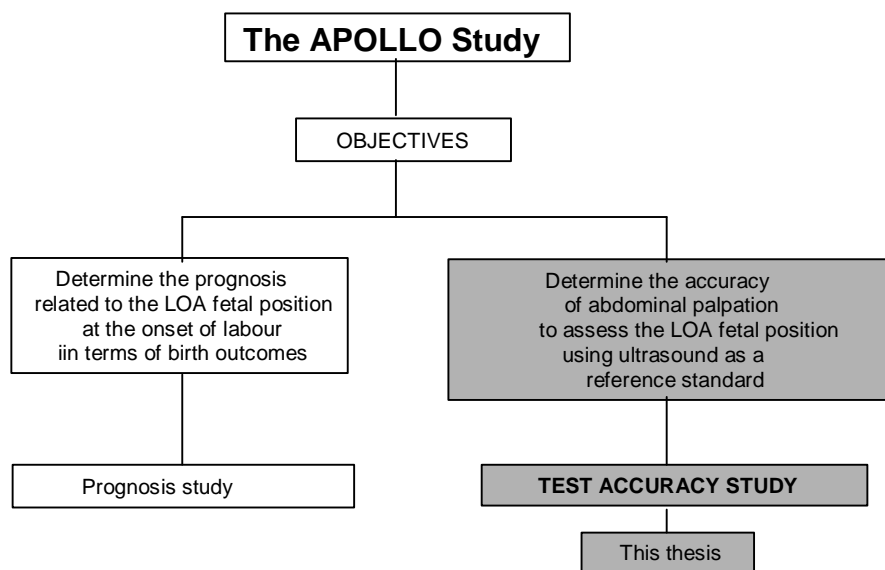 The APOLLO Study
OBJECTIVES
Determine the prognosis
related to the LOA fetal position
at the onset of labour
iin terms of birth outcomes
Determine the accuracy
of abdominal palpation
to assess the LOA fetal position
using ultrasound as a
reference standard
Prognosis study
TEST ACCURACY STUDY
This thesis